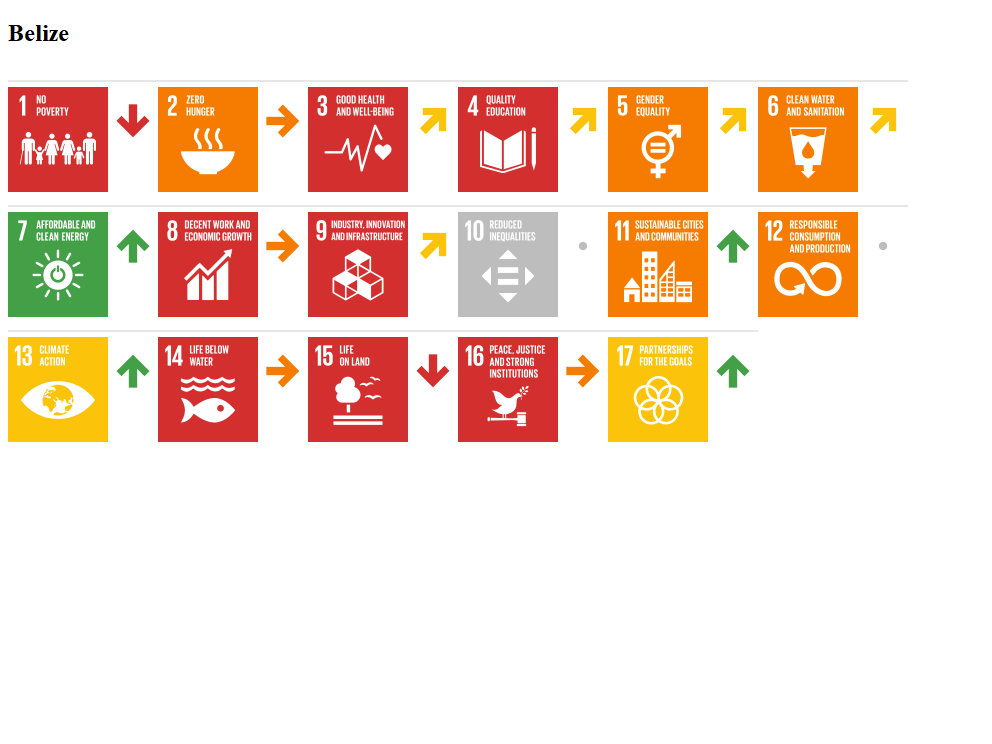 Belize
1 NO
POVERTY
2 ZERO
HUNGER
3 GOOD HEALTH
AND WELL-BEING
4 QUALITY
EDUCATION
5 GENDER
EQUALITY
6 CLEAN WATER
AND SANITATION
7 AFFORDABLE AND
CLEAN ENERGY
8 DECENT WORK AND
ECONOMIC GROWTH
9 INDUSTRY, INNOVATION
AND INFRASTRUCTURE
10 REDUCED
INEQUALITIES
11 SUSTAINABLE CITIES
AND COMMUNITIES
12 RESPONSIBLE
CONSUMPTION
AND PRODUCTION
13 CLIMATE
ACTION
14 LIFE BELOW
WATER
15 LIFE
ON LAND
16 PEACE, JUSTICE
AND STRONG
INSTITUTIONS
17 PARTNERSHIPS
FOR THE GOALS